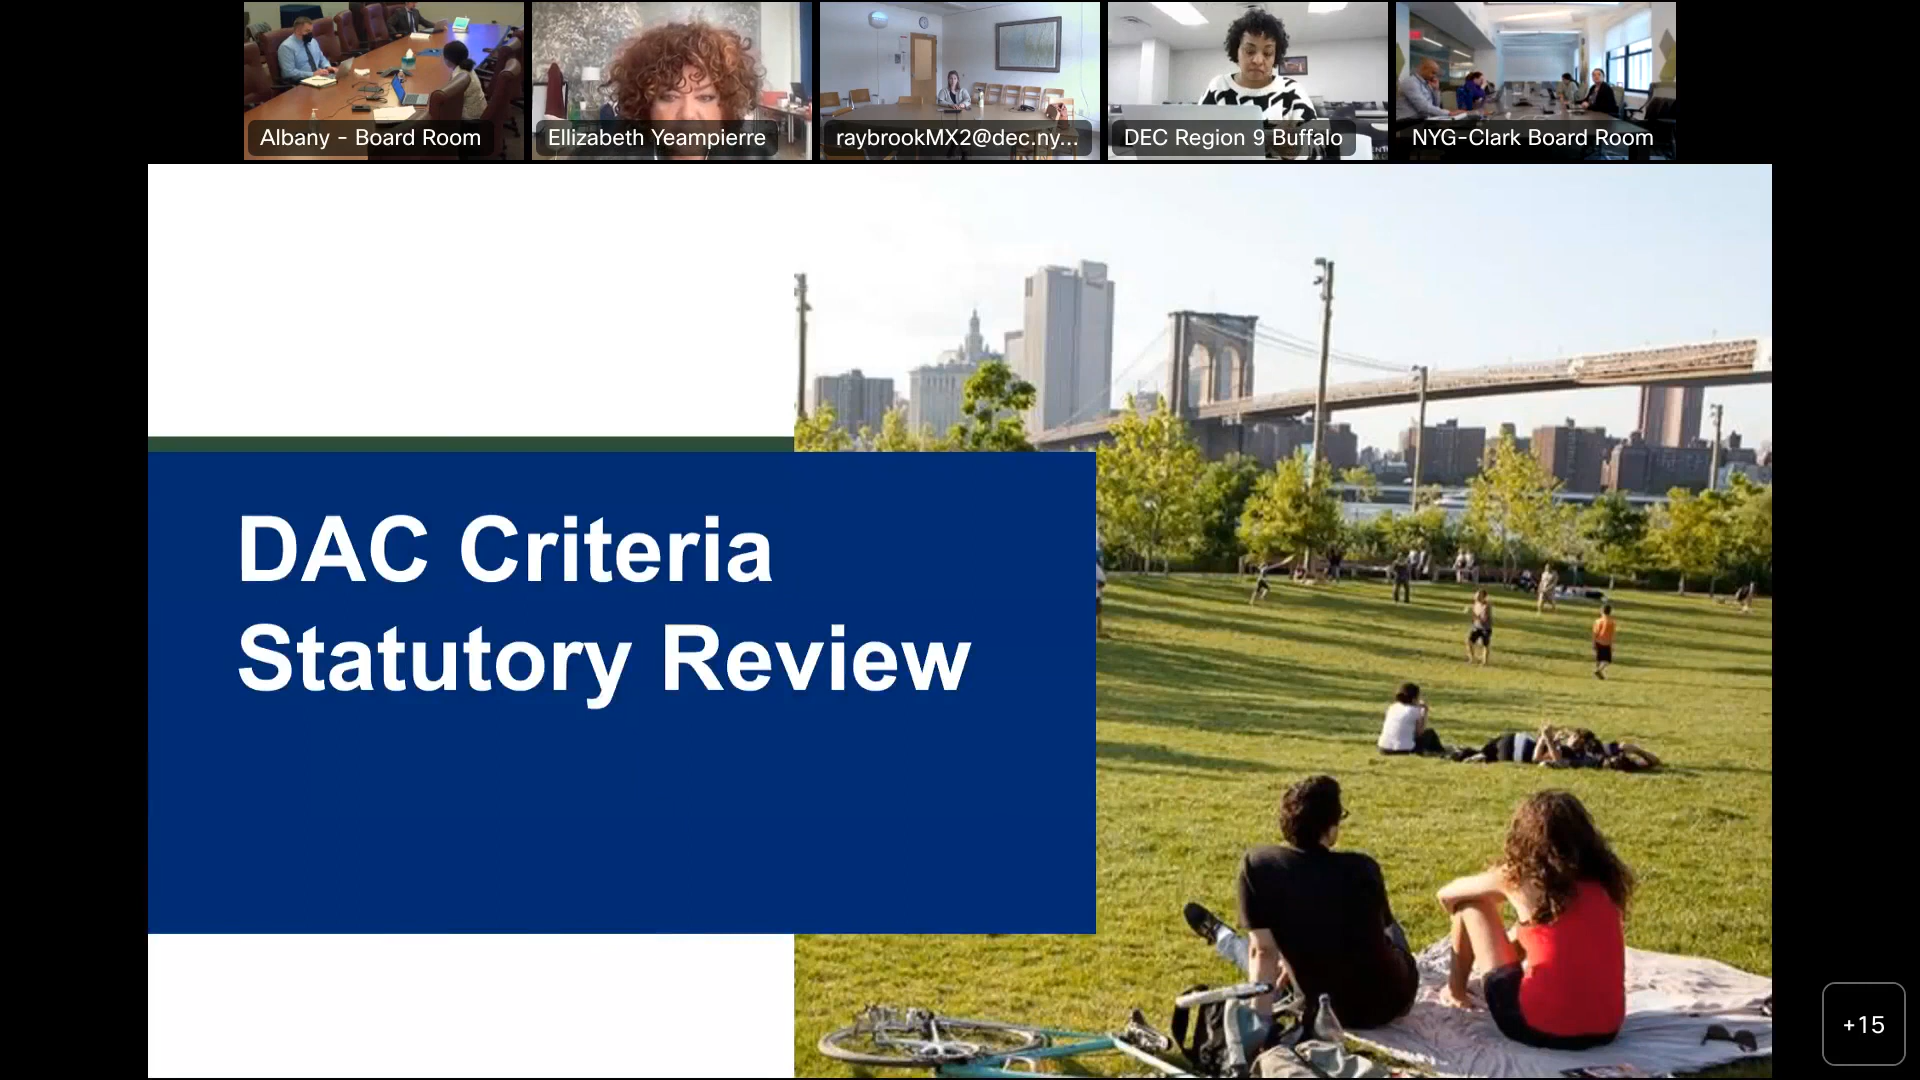 Albany - Board Room
Ellizabeth Yeampierre
raybrookMX2@dec.ny...
DEC Region 9 Buffalo
NYG-Clark Board Room
DAC Criteria
Statutory Review
+15